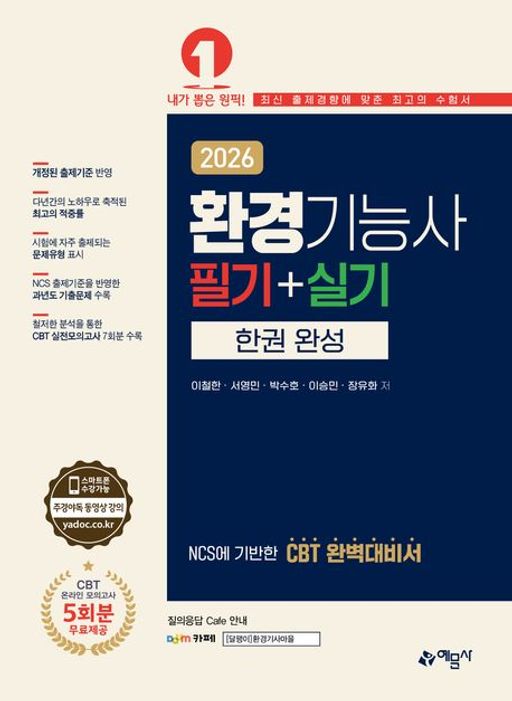 1
내가 뽑은 원픽!
최신 출제경향에 맞춘 최고의 수험서
2026
환경기능사
필기+실기
한권 완성
이철한 · 서영민 · 박수호 · 이승민 · 장유화 저
개정된 출제기준 반영
다년간의 노하우로 축적된
최고의 적중률
시험에 자주 출제되는
문제유형 표시
NCS 출제기준을 반영한
과년도 기출문제 수록
철저한 분석을 통한
CBT 실전모의고사 7회분 수록
스마트폰
수강가능
주경야독 동영상 강의
yadoc.co.kr
NCS에 기반한 CBT 완벽대비서
CBT
온라인 모의고사
5회분
무료제공
질의응답 Cafe 안내
Daum 카페 [달팽이] 환경기사마을
예문사